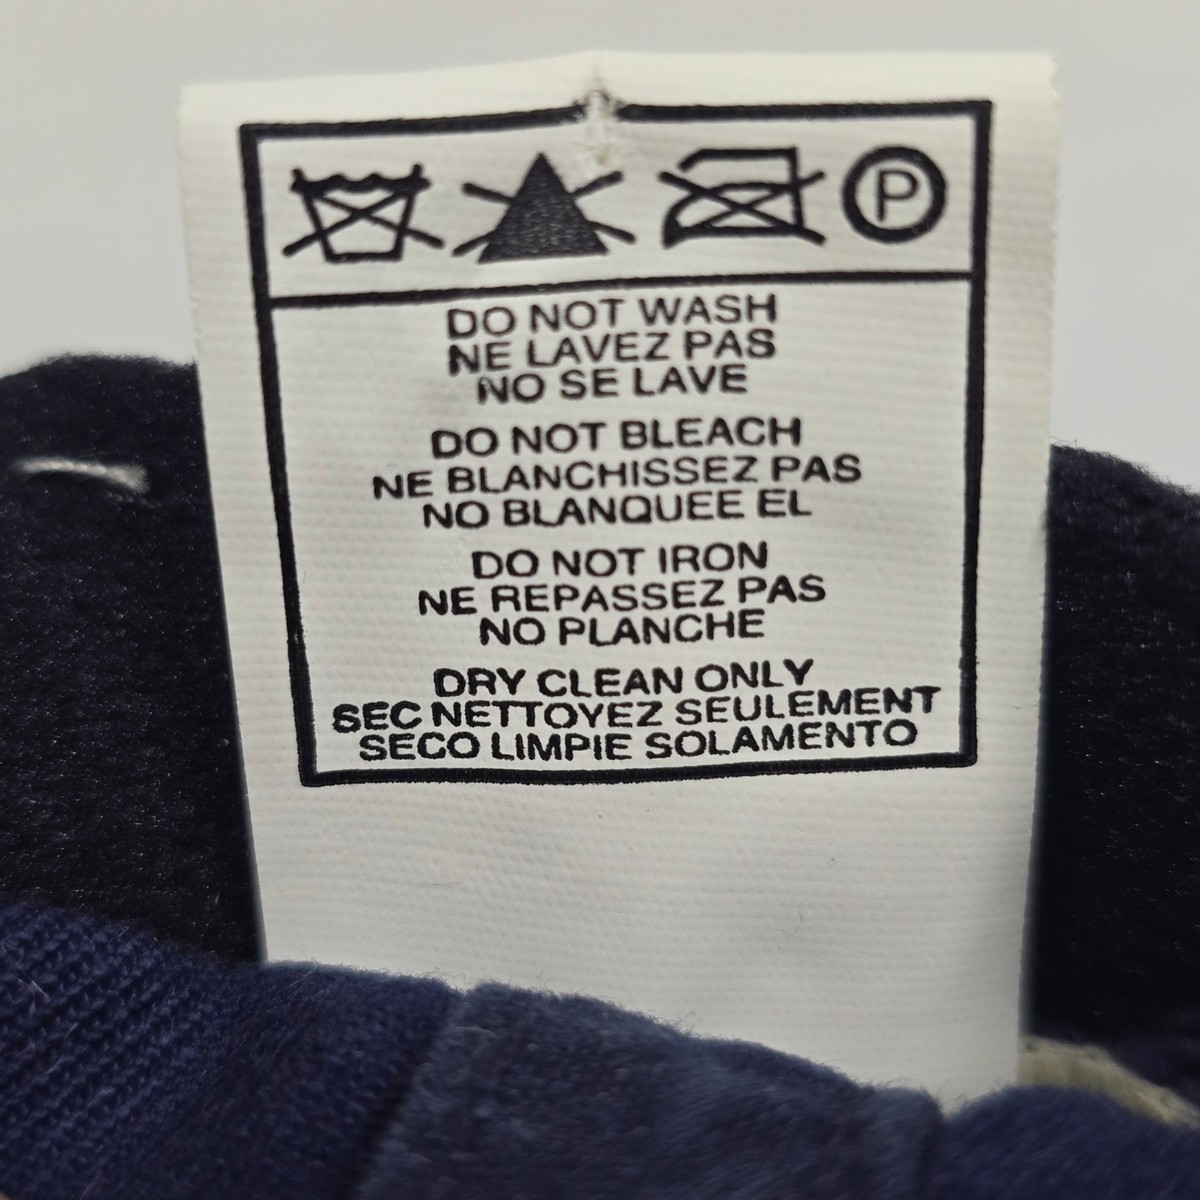 P
DO NOT WASH
NE LAVEZ PAS
NO SE LAVE
DO NOT BLEACH
NE BLANCHISSEZ PAS
NO BLANQUEE EL
DO NOT IRON
NE REPASSEZ PAS
NO PLANCHE
DRY CLEAN ONLY
SEC NETTOYEZ SEULEMENT
SECO LIMPIE SOLAMENTO